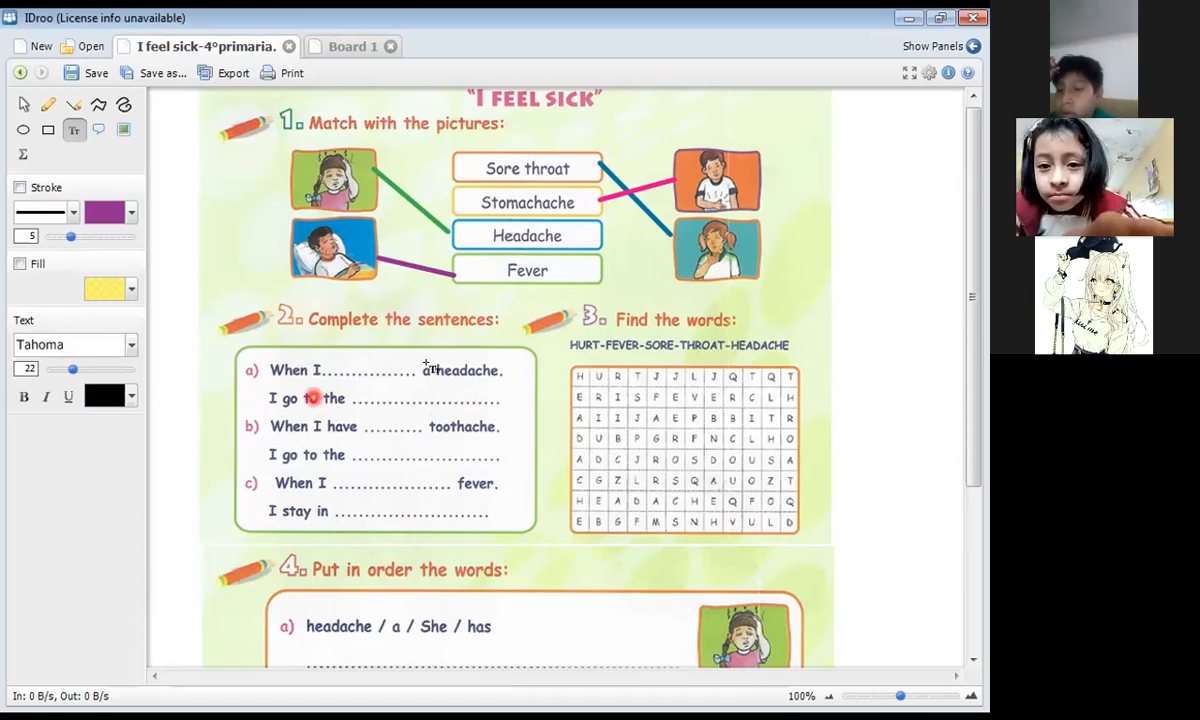 IDroo (License info unavailable)
New Open I feel sick-4°primaria. Board 1 Show Panels
Save Save as... Export Print
"I FEEL SICK"
1. Match with the pictures:
Sore throat
Stomachache
Headache
Fever
Stroke
5
Fill
Text
Tahoma
22
B I U
2. Complete the sentences:
a) When I................ a headache.
I go to the ..........................
b) When I have .......... toothache.
I go to the ..........................
c) When I ..................... fever.
I stay in ...........................
3. Find the words:
HURT-FEVER-SORE-THROAT-HEADACHE
H U R T J J L J Q T Q T
E R I S F E V E R C L H
A I I J A E P B B I T R
D U B P G R F N C L H O
A D C J R O S D O U S A
C G Z L R S Q A U O Z T
H E A D A C H E Q F O Q
E B G F M S N H V U L D
4. Put in order the words:
a) headache / a / She / has
In: 0 B/s, Out: 0 B/s
100%